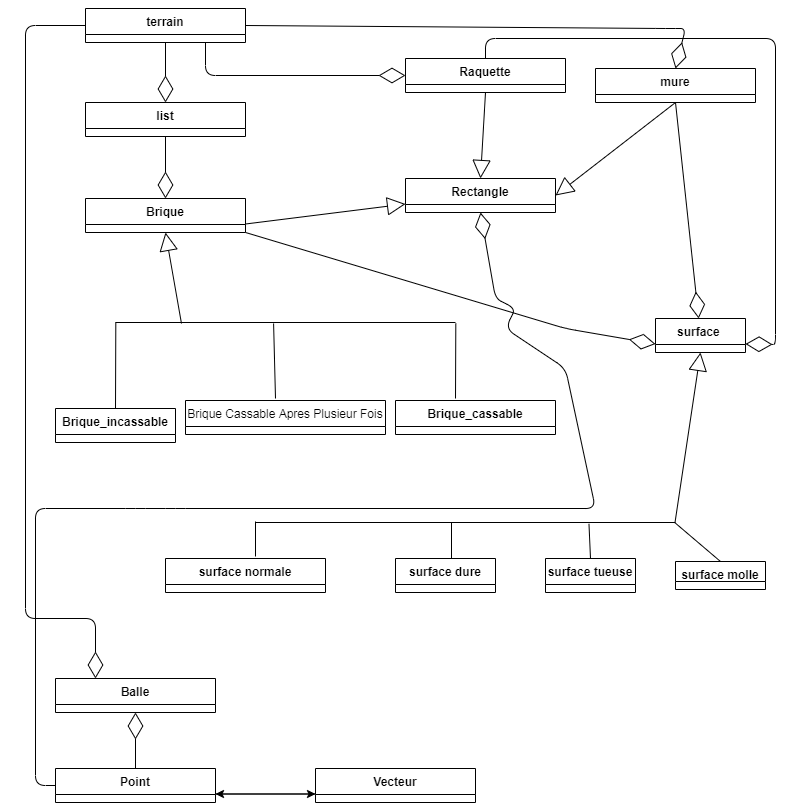 terrain
Raquette
mure
list
Brique
Rectangle
surface
Brique_incassable
Brique Cassable Apres Plusieur Fois
Brique_cassable
surface normale
surface dure
surface tueuse
surface molle
Balle
Point
Vecteur